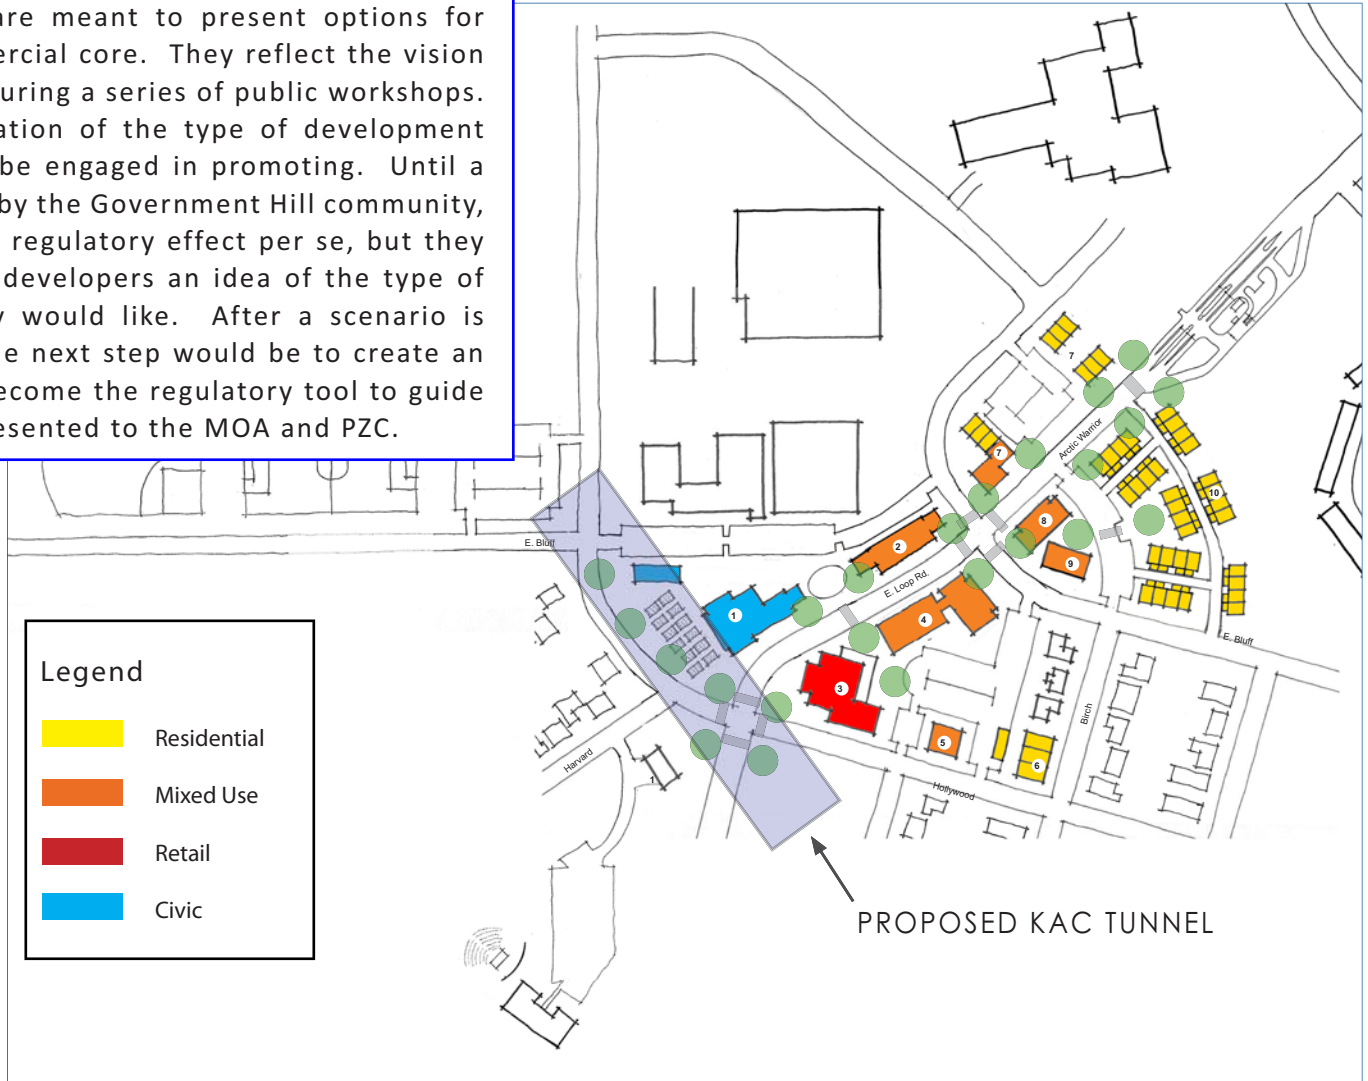 are meant to present options for
ercial core. They reflect the vision
uring a series of public workshops.
ation of the type of development
be engaged in promoting. Until a
by the Government Hill community,
regulatory effect per se, but they
developers an idea of the type of
y would like. After a scenario is
e next step would be to create an
ecome the regulatory tool to guide
esented to the MOA and PZC.
7
Arctic Warrior
7
10
8
2
E. Bluff
9
E. Loop Rd.
1
4
E. Bluff
3
Birch
5
6
Harvard
1
Hollywood
Legend
Residential
Mixed Use
Retail
Civic
PROPOSED KAC TUNNEL